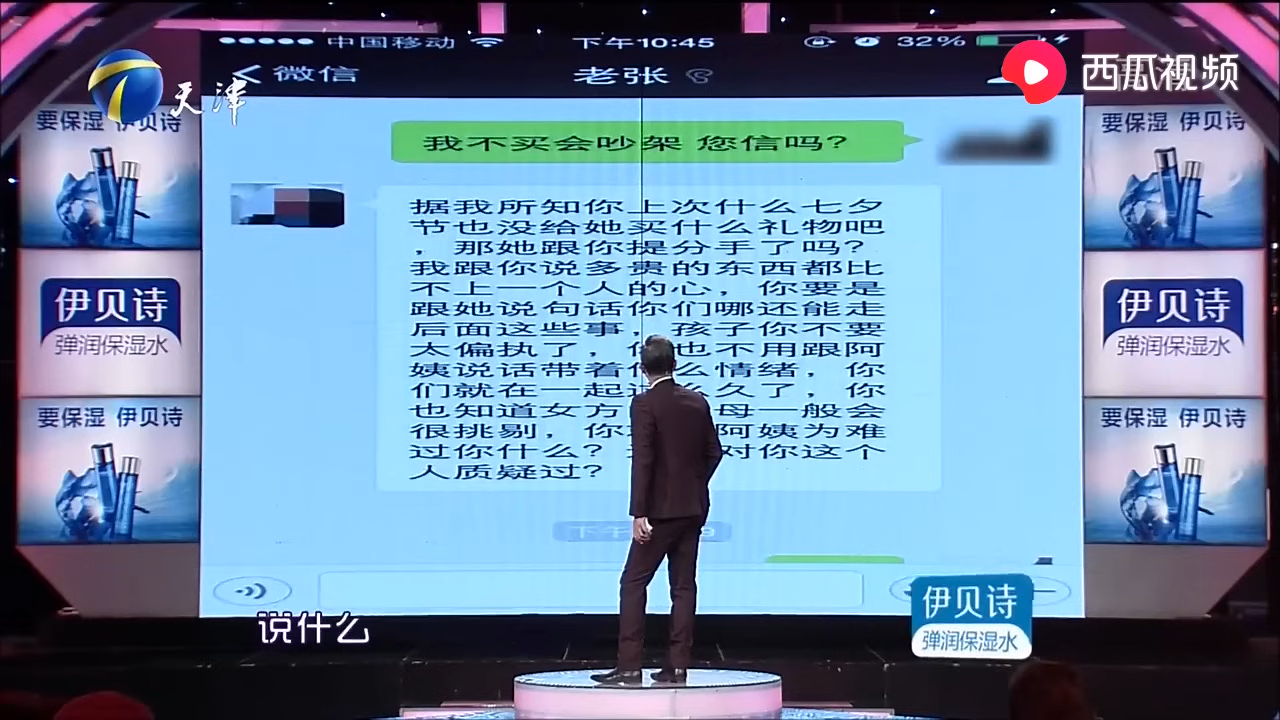 中国移动
下午10:45
32%
微信
老张
天津
西瓜视频
要保湿 伊贝诗
要保湿 伊贝诗
我不买会吵架 您信吗?
据我所知你上次什么七夕
节也没给她买什么礼物吧
，那她跟你提分手了吗？
我跟你说多贵的东西都比
不上一个人的心，你要是
跟她说句话你们哪还能走
后面这些事，孩子你不要
太偏执了，你也不用跟阿
姨说话带着什么情绪，你
们就在一起这么久了，你
也知道女方 母一般会
很挑剔，你 阿姨为难
过你什么？ 对你这个
人质疑过？
下午
伊贝诗
弹润保湿水
伊贝诗
弹润保湿水
要保湿 伊贝诗
要保湿 伊贝诗
说什么
伊贝诗
弹润保湿水